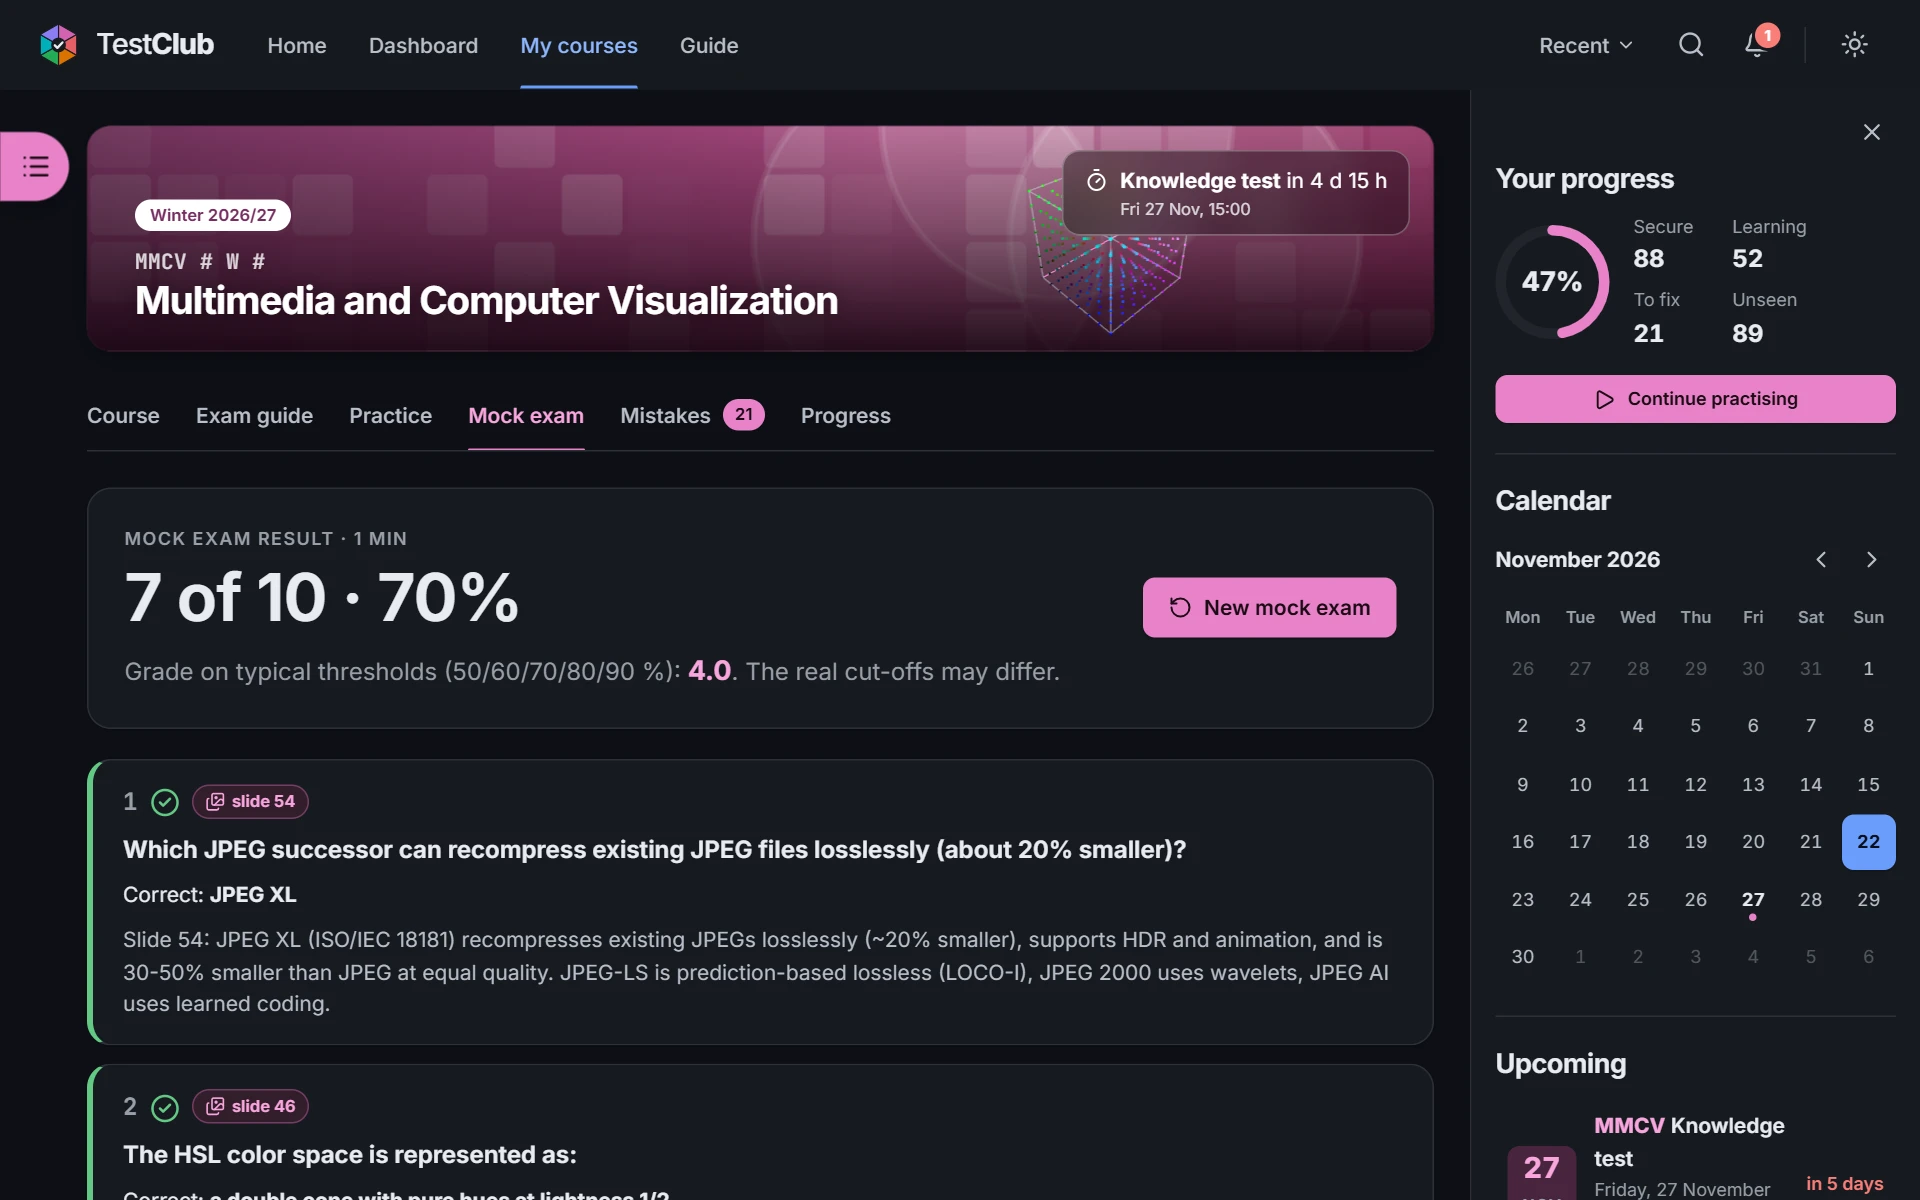 TestClub
Home
Dashboard
My courses
Guide
Recent
1
Winter 2026/27
MMCV # W #
Multimedia and Computer Visualization
Knowledge test in 4 d 15 h
Fri 27 Nov, 15:00
Course
Exam guide
Practice
Mock exam
Mistakes 21
Progress
MOCK EXAM RESULT · 1 MIN
7 of 10 · 70%
Grade on typical thresholds (50/60/70/80/90 %): 4.0. The real cut-offs may differ.
New mock exam
1 slide 54
Which JPEG successor can recompress existing JPEG files losslessly (about 20% smaller)?
Correct: JPEG XL
Slide 54: JPEG XL (ISO/IEC 18181) recompresses existing JPEGs losslessly (~20% smaller), supports HDR and animation, and is
30-50% smaller than JPEG at equal quality. JPEG-LS is prediction-based lossless (LOCO-I), JPEG 2000 uses wavelets, JPEG AI
uses learned coding.
2 slide 46
The HSL color space is represented as:
Correct: a double cone with pure hues at lightness 1/2
Your progress
47%
Secure
88
Learning
52
To fix
21
Unseen
89
Continue practising
Calendar
November 2026
Mon Tue Wed Thu Fri Sat Sun
26 27 28 29 30 31 1
2 3 4 5 6 7 8
9 10 11 12 13 14 15
16 17 18 19 20 21 22
23 24 25 26 27 28 29
30 1 2 3 4 5 6
Upcoming
27
MMCV Knowledge
test
Friday, 27 November
in 5 days